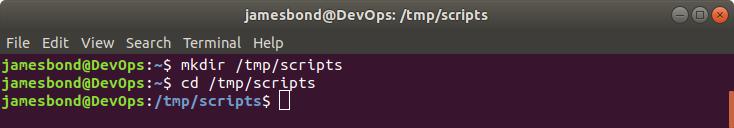 jamesbond@DevOps: /tmp/scripts
File Edit View Search Terminal Help
jamesbond@DevOps:~$ mkdir /tmp/scripts
jamesbond@DevOps:~$ cd /tmp/scripts
jamesbond@DevOps:/tmp/scripts$